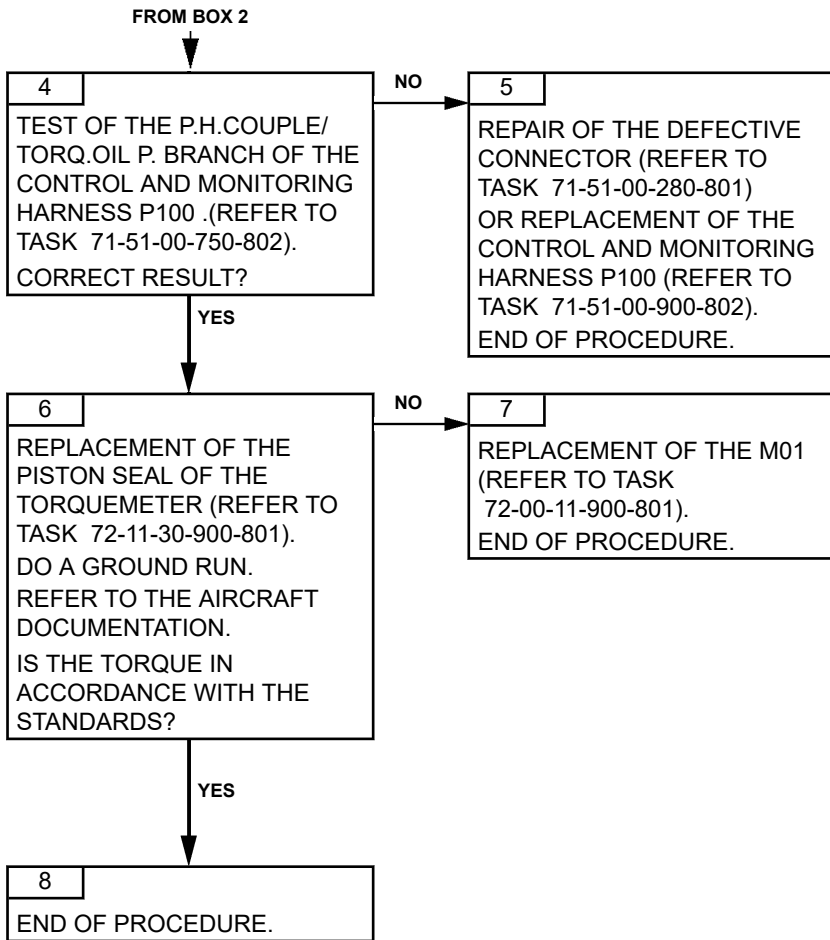 FROM BOX 2
4
TEST OF THE P.H.COUPLE/
TORQ.OIL P. BRANCH OF THE
CONTROL AND MONITORING
HARNESS P100 .(REFER TO
TASK 71-51-00-750-802).
CORRECT RESULT?
NO
5
REPAIR OF THE DEFECTIVE
CONNECTOR (REFER TO
TASK 71-51-00-280-801)
OR REPLACEMENT OF THE
CONTROL AND MONITORING
HARNESS P100 (REFER TO
TASK 71-51-00-900-802).
END OF PROCEDURE.
YES
6
REPLACEMENT OF THE
PISTON SEAL OF THE
TORQUEMETER (REFER TO
TASK 72-11-30-900-801).
DO A GROUND RUN.
REFER TO THE AIRCRAFT
DOCUMENTATION.
IS THE TORQUE IN
ACCORDANCE WITH THE
STANDARDS?
NO
7
REPLACEMENT OF THE M01
(REFER TO TASK
72-00-11-900-801).
END OF PROCEDURE.
YES
8
END OF PROCEDURE.